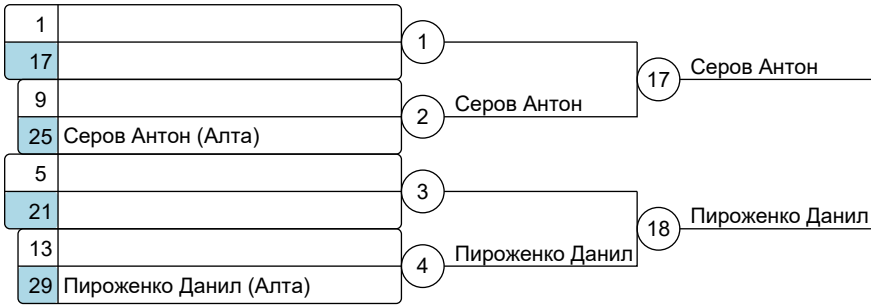 1
17
1
9
25 Серов Антон (Алта)
2
Серов Антон
17
Серов Антон
5
21
3
13
29 Пироженко Данил (Алта)
4
Пироженко Данил
18
Пироженко Данил